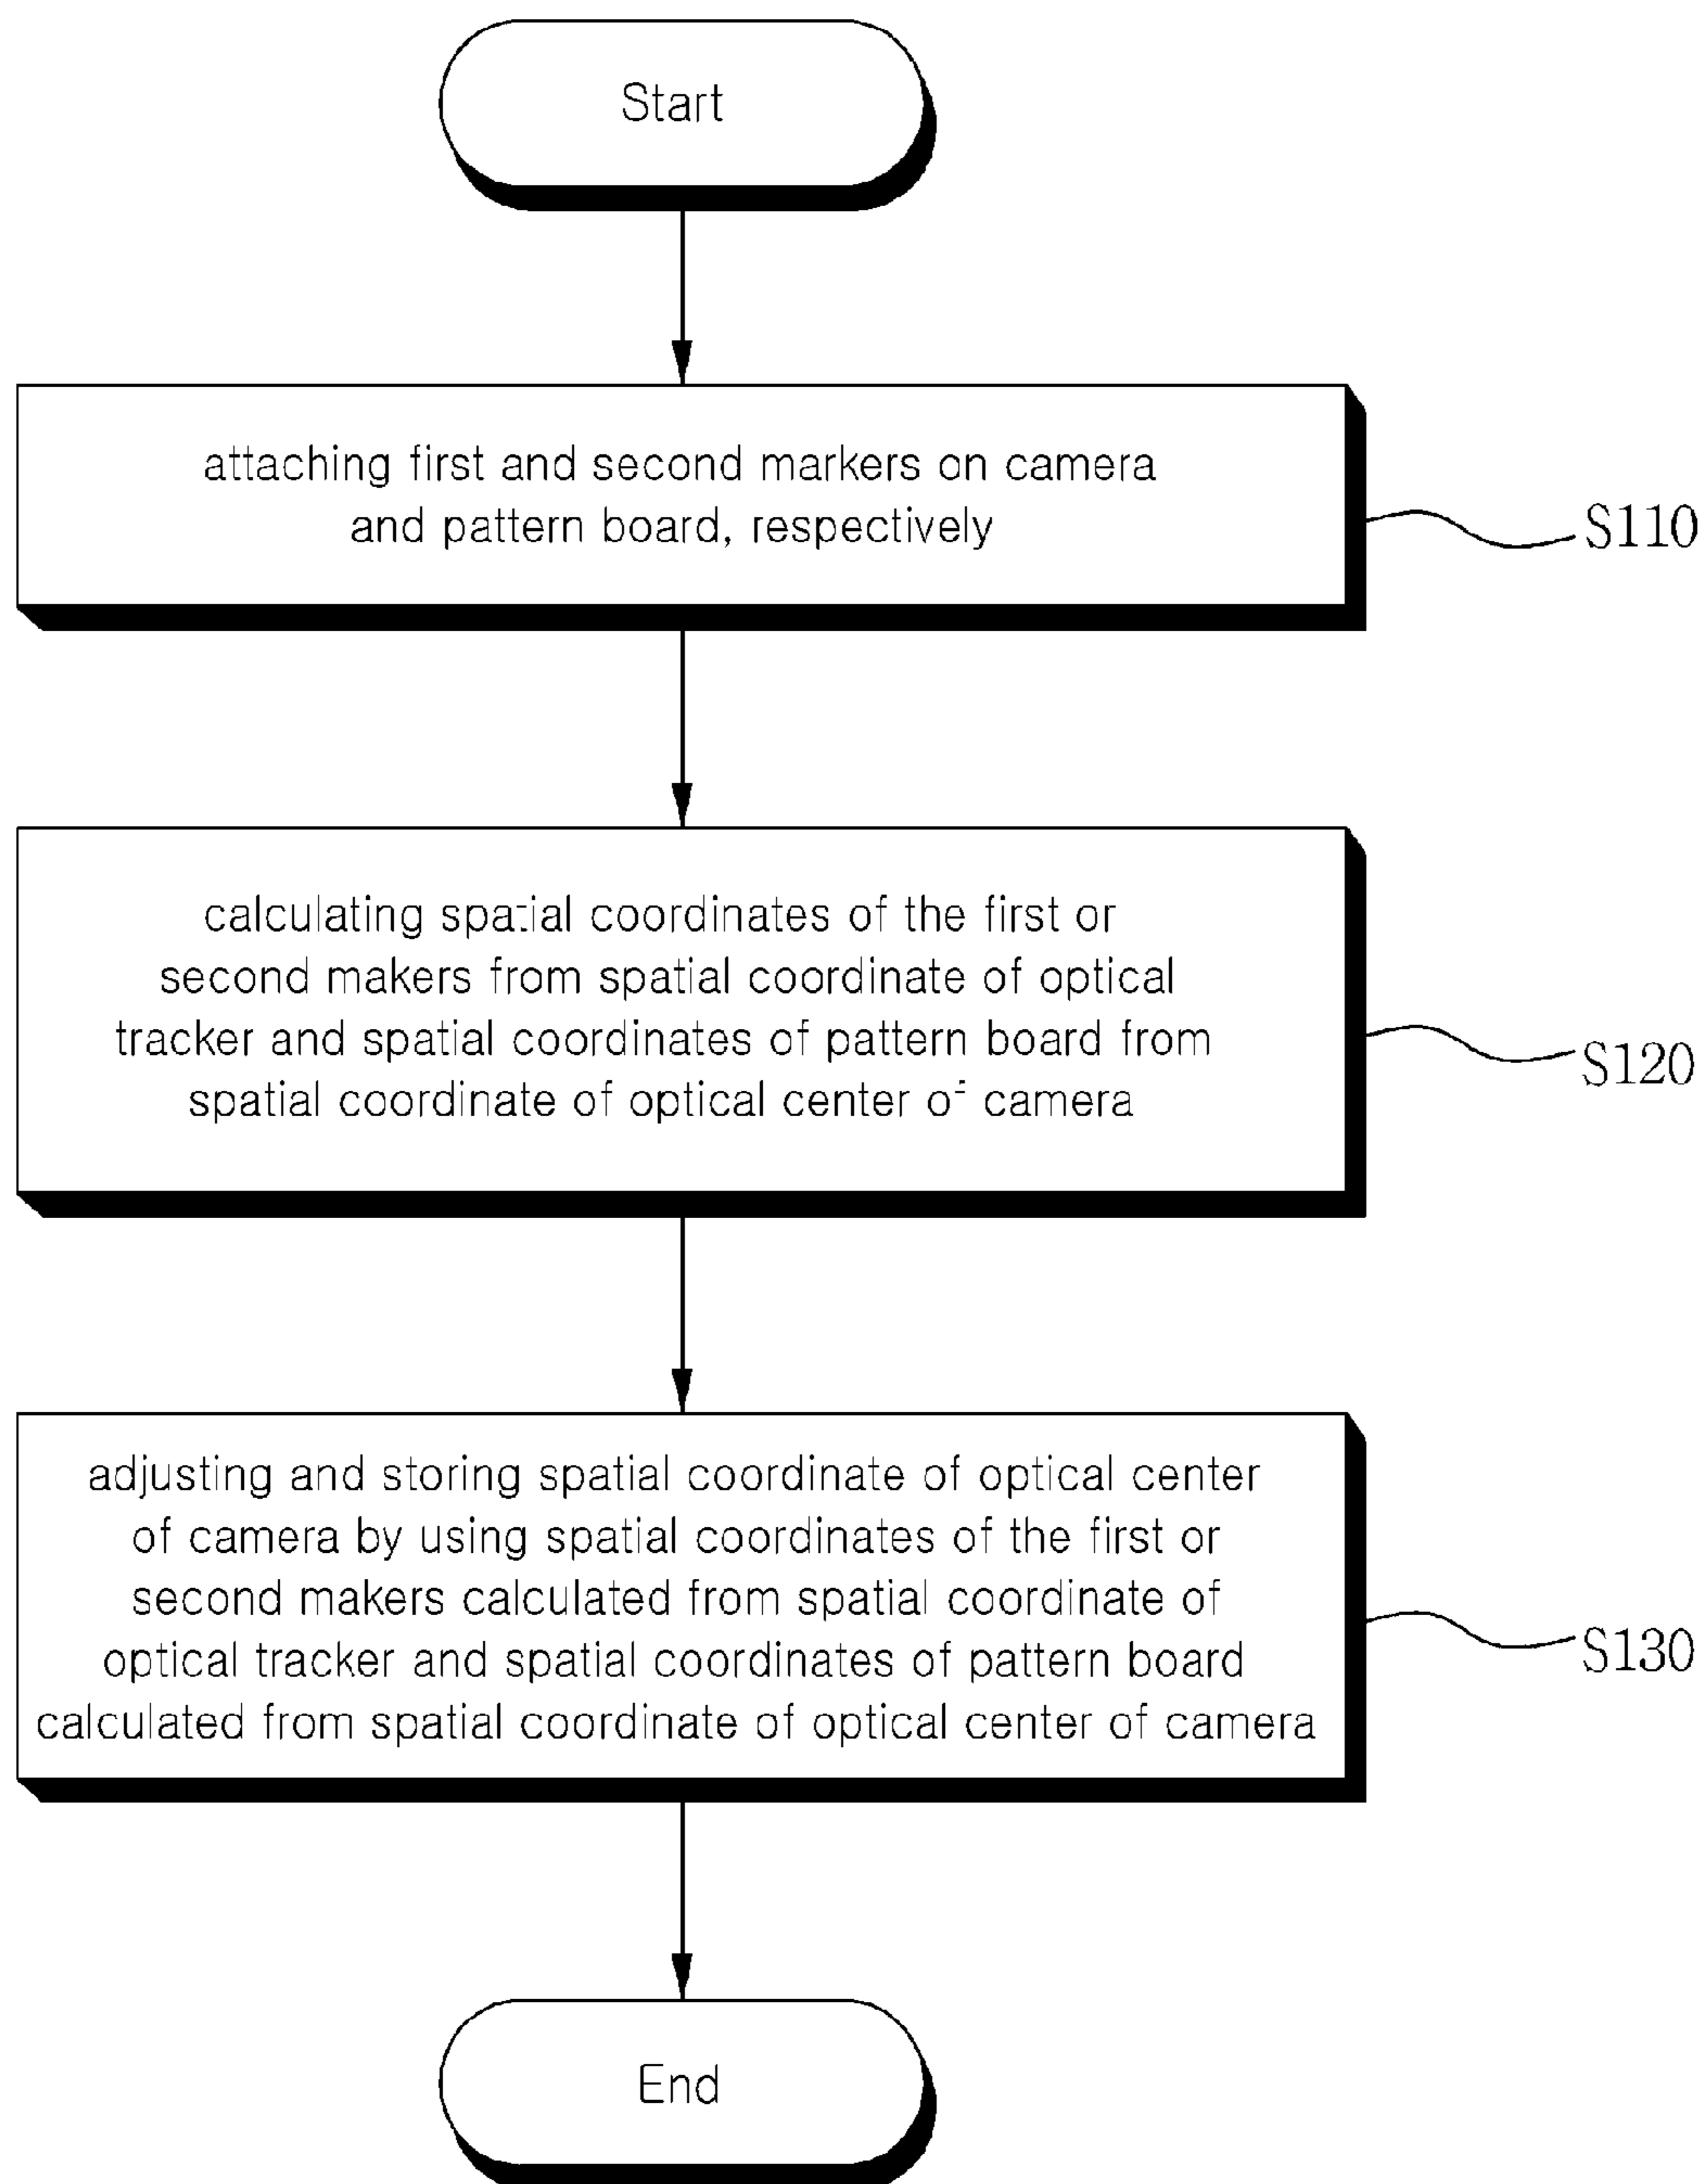 Start
attaching first and second markers on camera
and pattern board, respectively
S110
calculating spatial coordinates of the first or
second makers from spatial coordinate of optical
tracker and spatial coordinates of pattern board from
spatial coordinate of optical center of camera
S120
adjusting and storing spatial coordinate of optical center
of camera by using spatial coordinates of the first or
second makers calculated from spatial coordinate of
optical tracker and spatial coordinates of pattern board
calculated from spatial coordinate of optical center of camera
S130
End